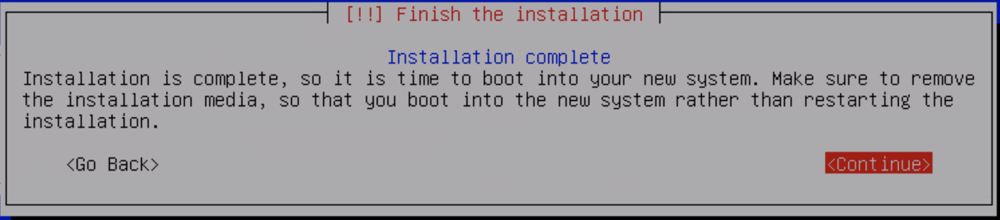 [!!] Finish the installation
Installation complete
Installation is complete, so it is time to boot into your new system. Make sure to remove
the installation media, so that you boot into the new system rather than restarting the
installation.
<Go Back> <Continue>